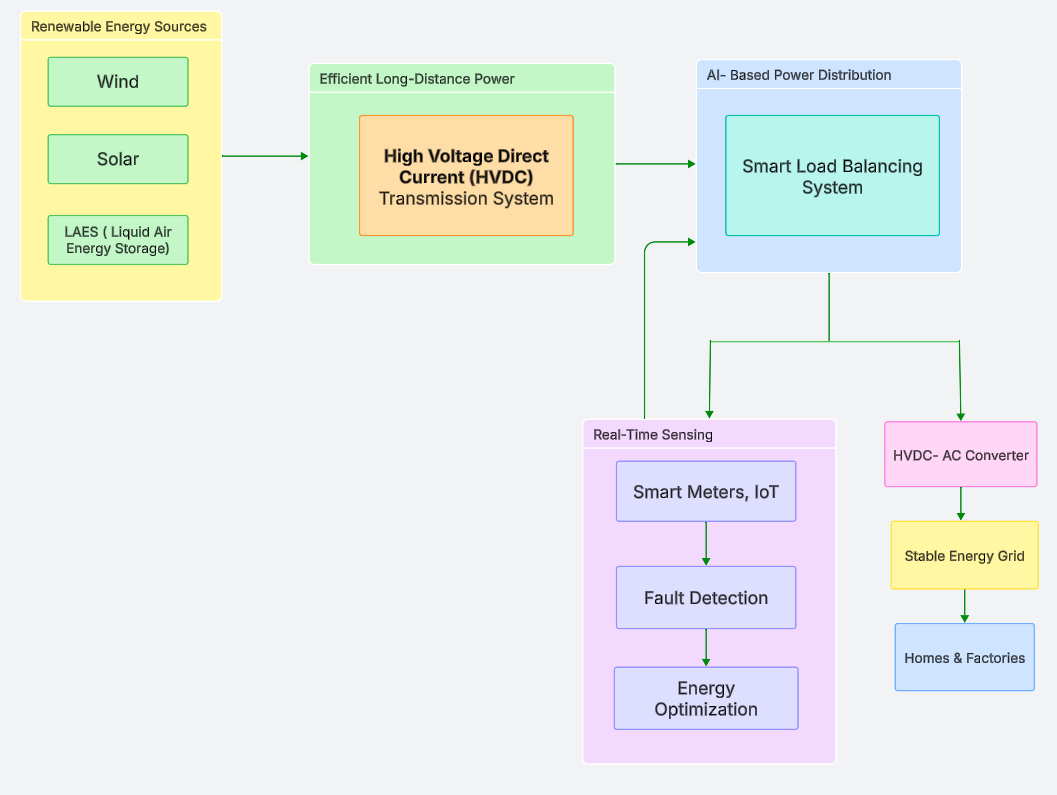 Renewable Energy Sources
Wind
Solar
LAES ( Liquid Air
Energy Storage)
Efficient Long-Distance Power
High Voltage Direct
Current (HVDC)
Transmission System
AI- Based Power Distribution
Smart Load Balancing
System
Real-Time Sensing
Smart Meters, IoT
Fault Detection
Energy
Optimization
HVDC- AC Converter
Stable Energy Grid
Homes & Factories